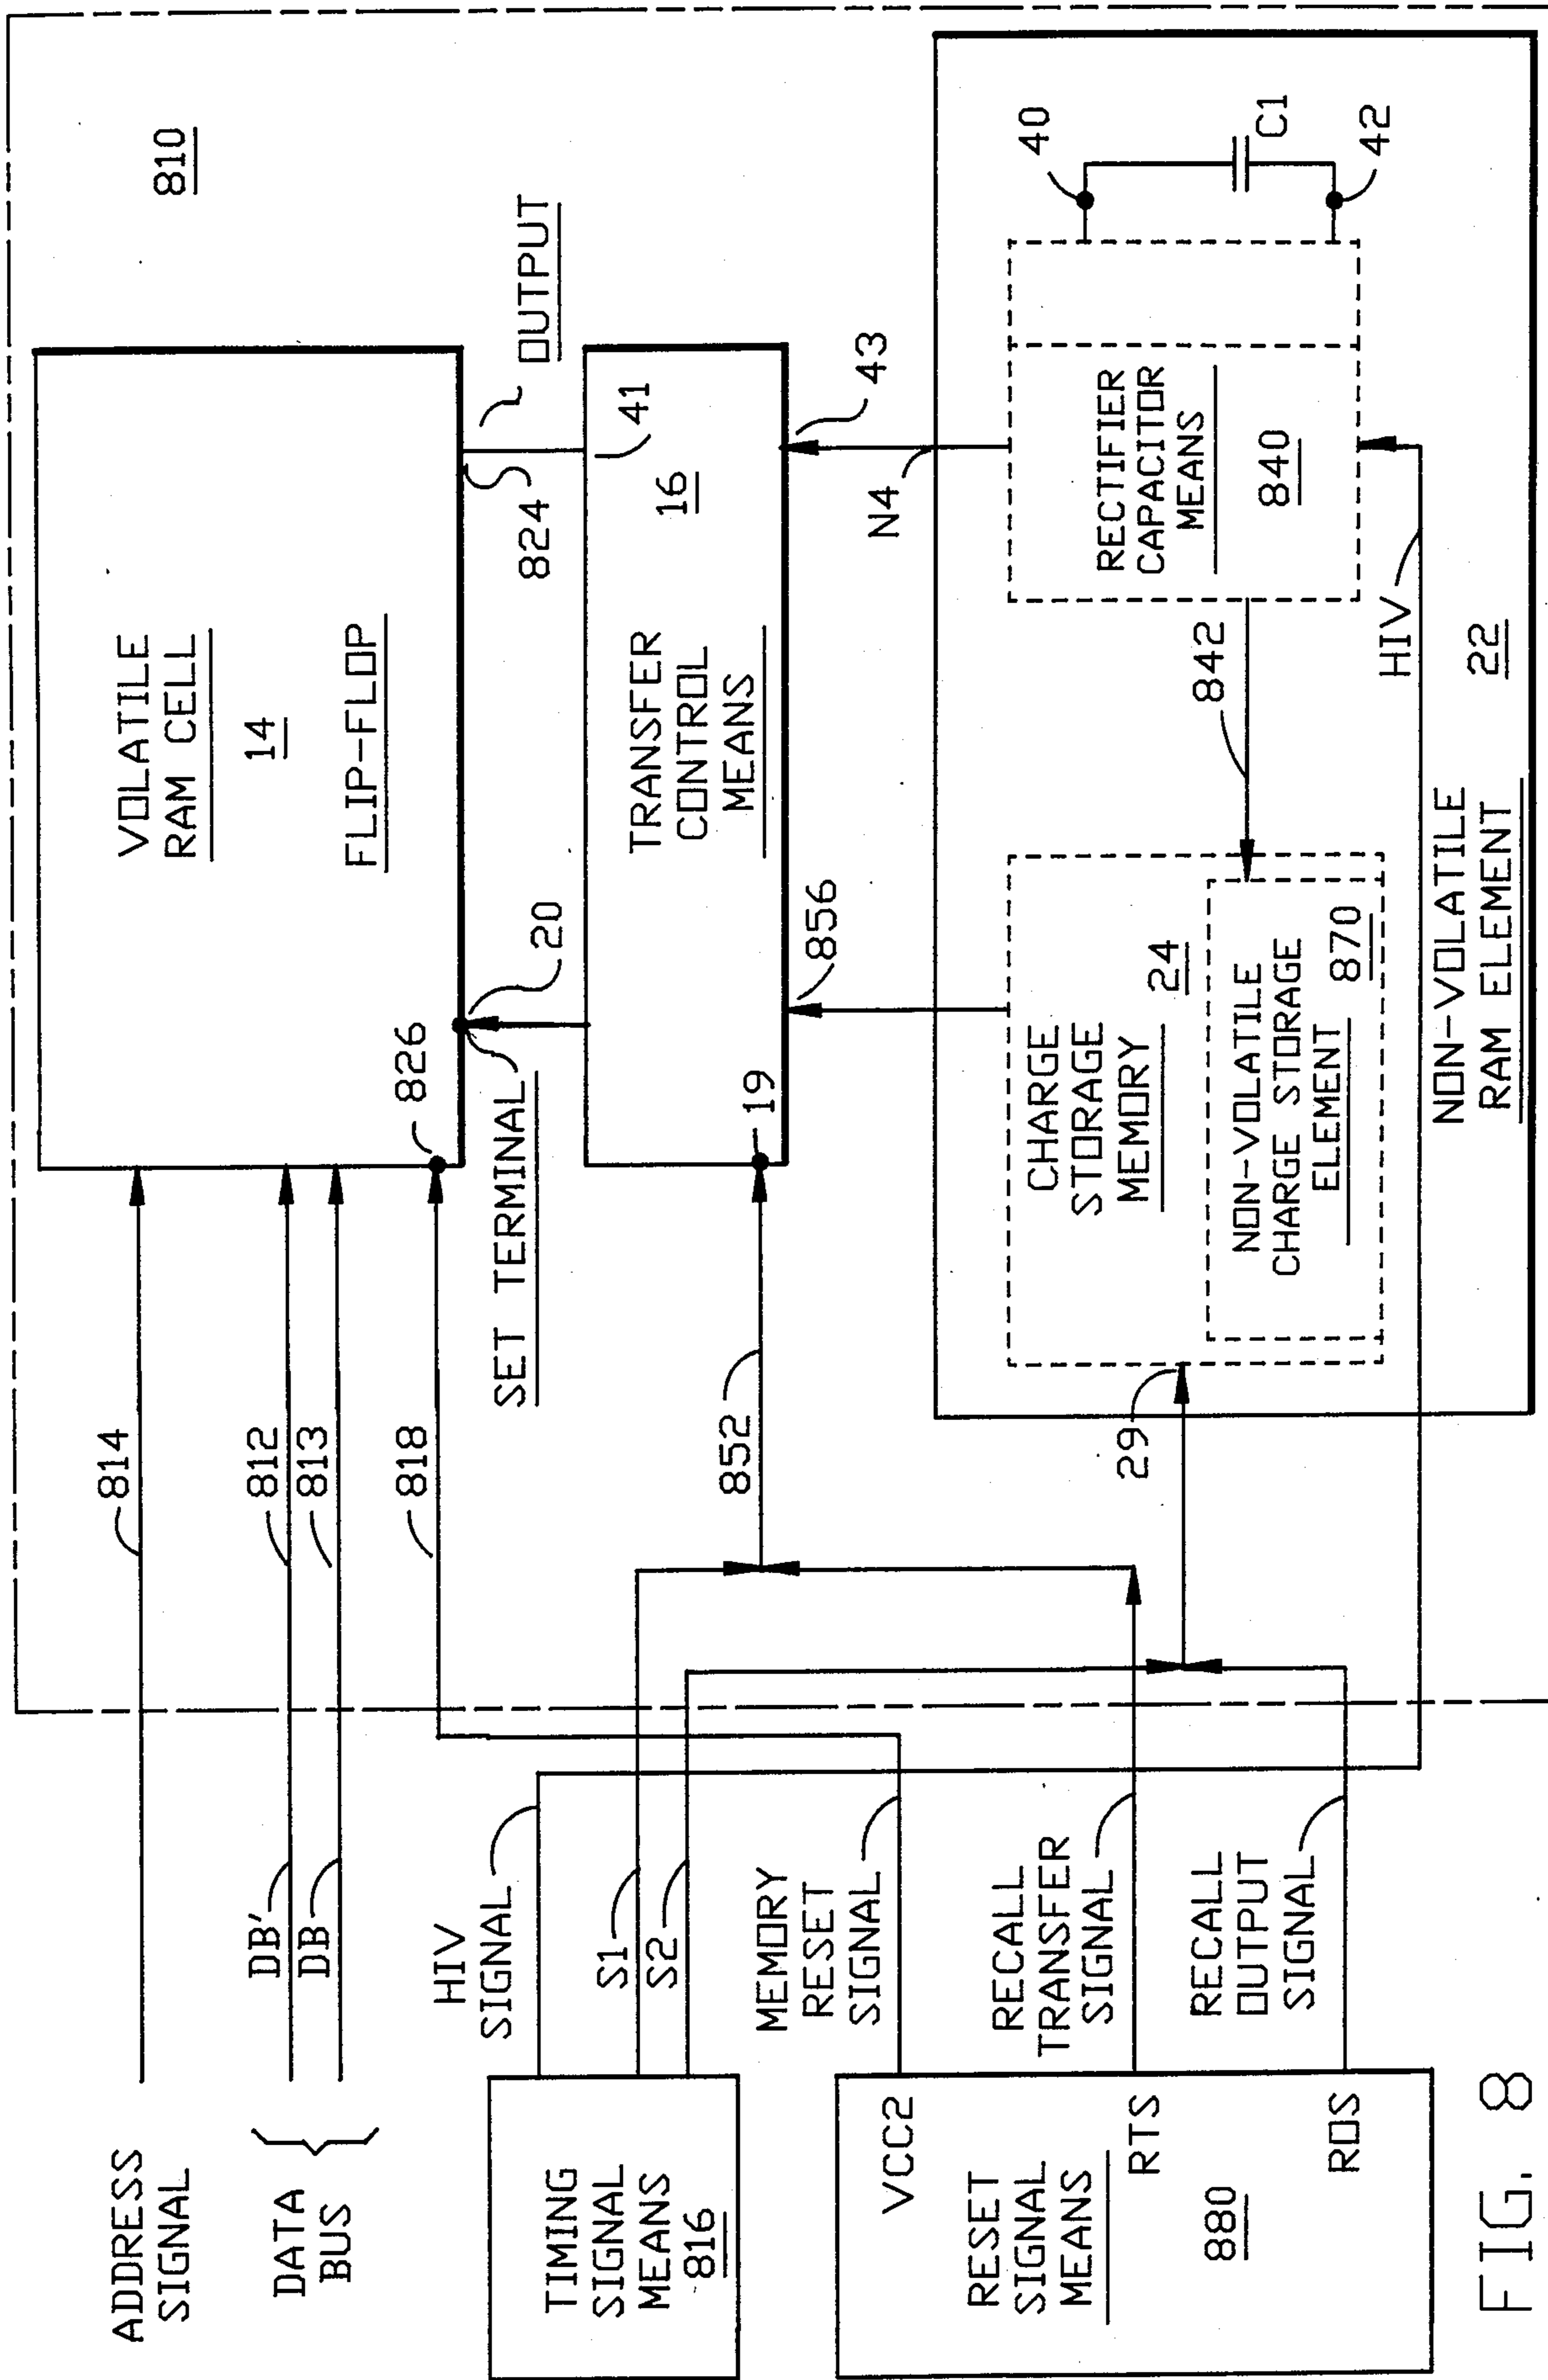 ADDRESS
SIGNAL
814
DATA
BUS
DB'
DB
812
813
818
826
VOLATILE
RAM CELL
14
FLIP-FLOP
810
HIV
SIGNAL
S1
S2
TIMING
SIGNAL
MEANS
816
SET TERMINAL
20
824
OUTPUT
852
19
TRANSFER
CONTROL
MEANS
16
41
MEMORY
RESET
SIGNAL
856
N4
43
RESET
SIGNAL
MEANS
880
VCC2
RTS
ROS
RECALL
TRANSFER
SIGNAL
RECALL
OUTPUT
SIGNAL
29
CHARGE
STORAGE
MEMORY
24
NON-VOLATILE
CHARGE STORAGE
ELEMENT
870
842
RECTIFIER
CAPACITOR
MEANS
840
40
C1
42
HIV
NON-VOLATILE
RAM ELEMENT
22
FIG. 8